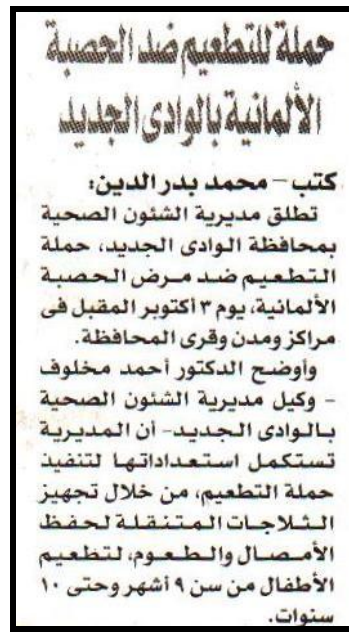 حملة للتطعيم ضد الحصبة
الألمانية بالوادى الجديد
كتب - محمد بدر الدين:
تطلق مديرية الشئون الصحية
بمحافظة الوادى الجديد، حملة
التطعيم ضد مرض الحصبة
الألمانية، يوم ٣ أكتوبر المقبل فى
مراكز ومدن وقرى المحافظة.
وأوضح الدكتور أحمد مخلوف
- وكيل مديرية الشئون الصحية
بالوادى الجديد- أن المديرية
تستكمل استعداداتها لتنفيذ
حملة التطعيم، من خلال تجهيز
الثلاجات المتنقلة لحفظ
الأمصال والطعوم، لتطعيم
الأطفال من سن ٩ أشهر وحتى ١٠
سنوات.